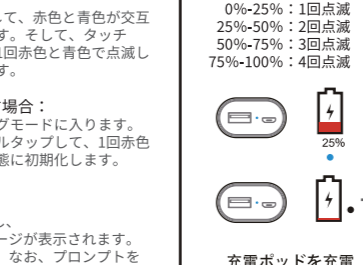 して、赤色と青色が交互
す。そして、タッチ
1回赤色と青色で点滅し
す。
場合：
グモードに入ります。
ルタップして、1回赤色
態に初期化します。
し、
ージが表示されます。
なお、プロンプトを
0%-25%：1回点滅
25%-50%：2回点滅
50%-75%：3回点滅
75%-100%：4回点滅
25%
充電ポッドを充電